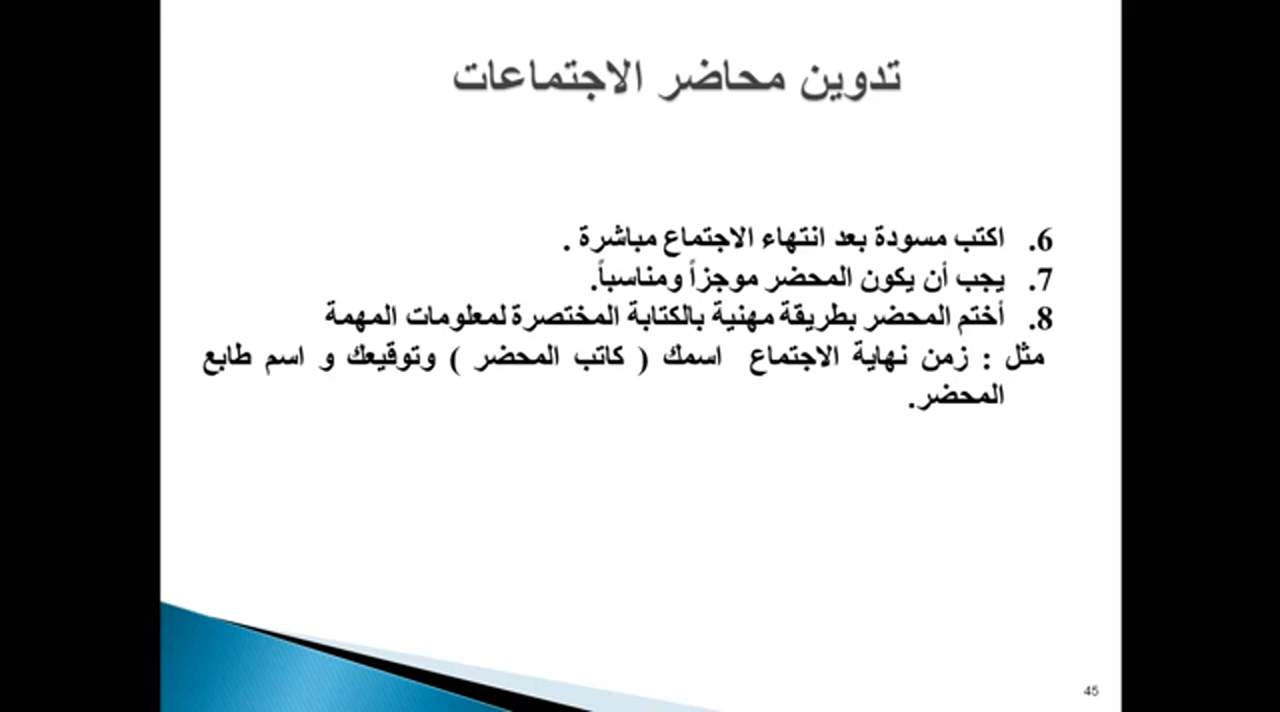 تدوين محاضر الاجتماعات
6. اكتب مسودة بعد انتهاء الاجتماع مباشرة .
7. يجب أن يكون المحضر موجزاً ومناسباً.
8. أختم المحضر بطريقة مهنية بالكتابة المختصرة لمعلومات المهمة
مثل : زمن نهاية الاجتماع اسمك ( كاتب المحضر ) وتوقيعك و اسم طابع
المحضر.
45